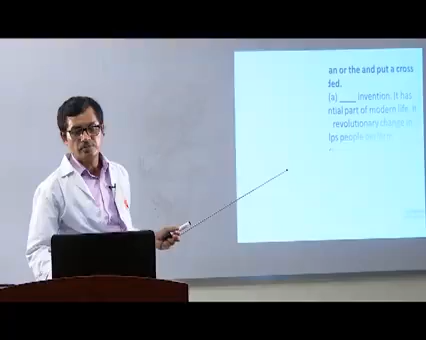 an or the and put a cross
ded.
(a) ____ invention. It has
ntial part of modern life. It
revolutionary change in
lps people